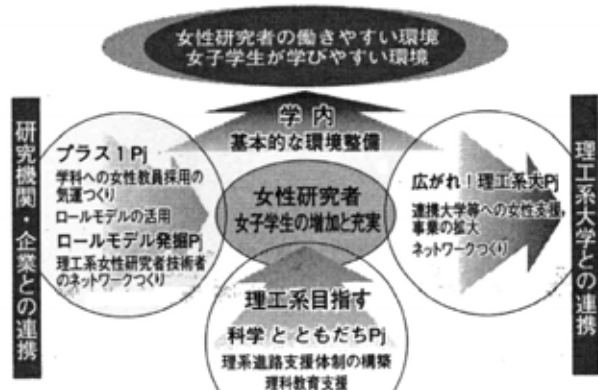 女性研究者の働きやすい環境
女子学生が学びやすい環境
研究機関・企業との連携
学内
基本的な環境整備
プラス1Pj
学科への女性教員採用の
気運つくり
ロールモデルの活用
ロールモデル発掘Pj
理工系女性研究者技術者
のネットワークつくり
女性研究者
女子学生の増加と充実
広がれ！理工系大Pj
連携大学等への女性支援,
事業の拡大
ネットワークつくり
理工系大学との連携
理工系目指す
科学とともだちPj
理系進路支援体制の構築
理科教育支援